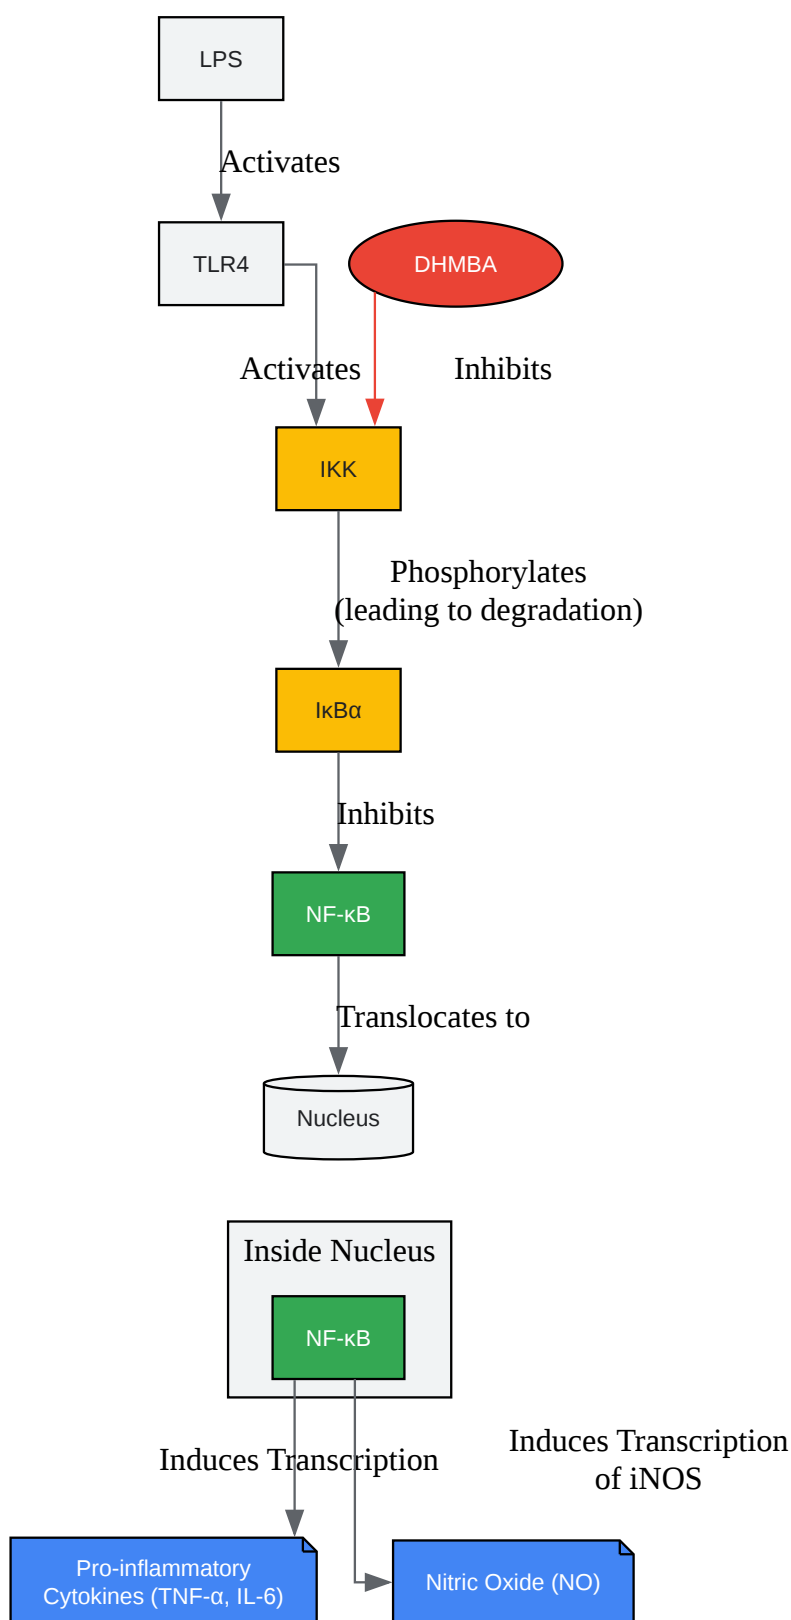 LPS
Activates
TLR4
DHMBA
Activates
Inhibits
IKK
Phosphorylates
(leading to degradation)
IκBα
Inhibits
NF-κB
Translocates to
Nucleus
Inside Nucleus
NF-κB
Induces Transcription
Induces Transcription
of iNOS
Pro-inflammatory
Cytokines (TNF-α, IL-6)
Nitric Oxide (NO)